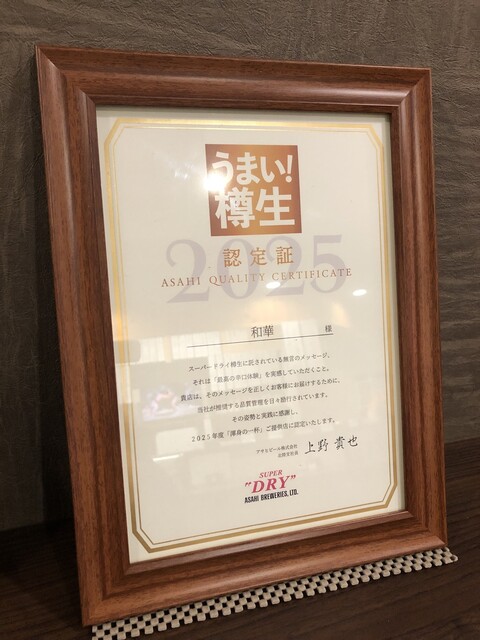 うまい!
樽生
2025
認定証
ASAHI QUALITY CERTIFICATE
和華 様
スーパードライ樽生に託されている無言のメッセージ。
それは「最高の辛口体験」を実感していただくこと。
貴店は、そのメッセージを正しくお客様にお届けするために、
当社が推奨する品質管理を日々励行されています。
その姿勢と実践に感謝し、
2025年度「渾身の一杯」ご提供店に認定いたします。
アサヒビール株式会社
上野 貴也
SUPER
"DRY"
ASAHI BREWERIES, LTD.